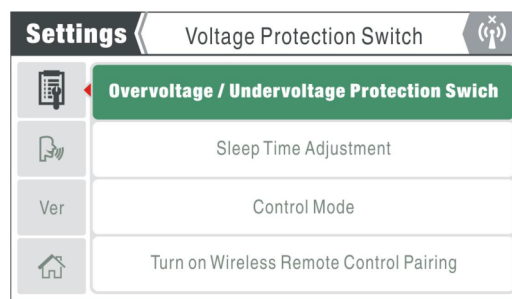 Settings
Voltage Protection Switch
Overvoltage / Undervoltage Protection Swich
Sleep Time Adjustment
Ver
Control Mode
Turn on Wireless Remote Control Pairing